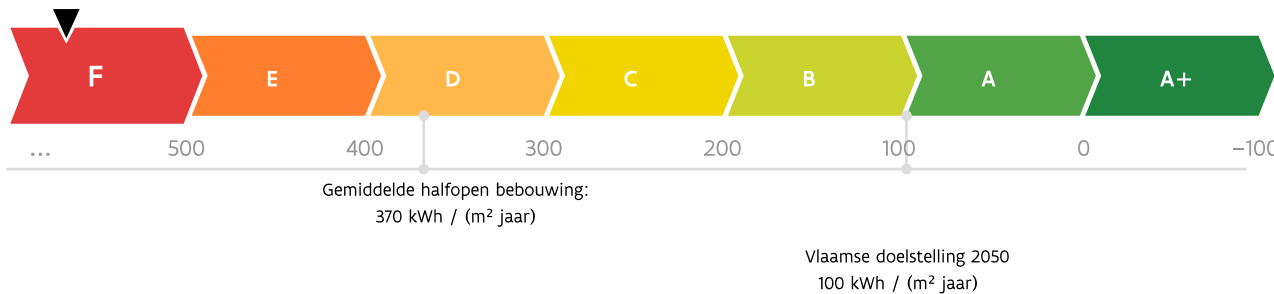 F E D C B A A+
... 500 400 300 200 100 0 −100
Gemiddelde halfopen bebouwing:
370 kWh / (m² jaar)
Vlaamse doelstelling 2050
100 kWh / (m² jaar)